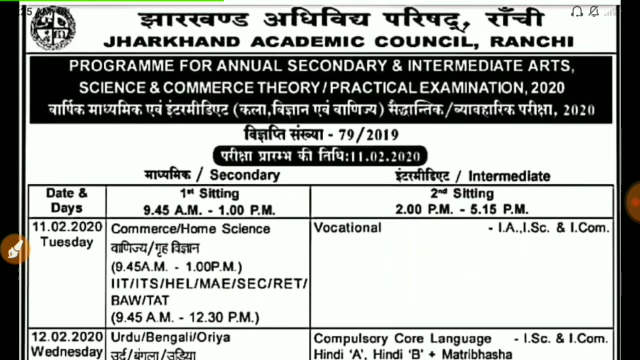 झारखण्ड अधिविद्य परिषद्, राँची
JHARKHAND ACADEMIC COUNCIL, RANCHI
PROGRAMME FOR ANNUAL SECONDARY & INTERMEDIATE ARTS,
SCIENCE & COMMERCE THEORY/PRACTICAL EXAMINATION, 2020
वार्षिक माध्यमिक एवं इंटरमीडिएट (कला, विज्ञान एवं वाणिज्य) सैद्धान्तिक/व्यावहारिक परीक्षा, 2020
विज्ञप्ति संख्या - 79/2019
परीक्षा प्रारम्भ की तिथि:11.02.2020
माध्यमिक / Secondary इंटरमीडिएट / Intermediate
Date & Days 1st Sitting 9.45 A.M. - 1.00 P.M. 2nd Sitting 2.00 P.M. - 5.15 P.M.
11.02.2020 Commerce/Home Science Vocational - I.A.,I.Sc. & I.Com.
Tuesday वाणिज्य/गृह विज्ञान
(9.45A.M. - 1.00P.M.)
IIT/ITS/HEL/MAE/SEC/RET/
BAW/TAT
(9.45 A.M. - 12.30 P.M.)
12.02.2020 Urdu/Bengali/Oriya Compulsory Core Language - I.Sc. & I.Com.
Wednesday उर्दू/बंगला/उड़िया Hindi 'A', Hindi 'B' + Matribhasha